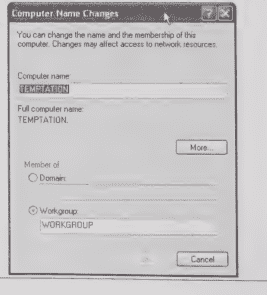 Computer Name Changes
You can change the name and the membership of this
computer. Changes may affect access to network resources.
Computer name:
TEMPTATION
Full computer name:
TEMPTATION.
More...
Member of
Domain:
Workgroup:
WORKGROUP
Cancel